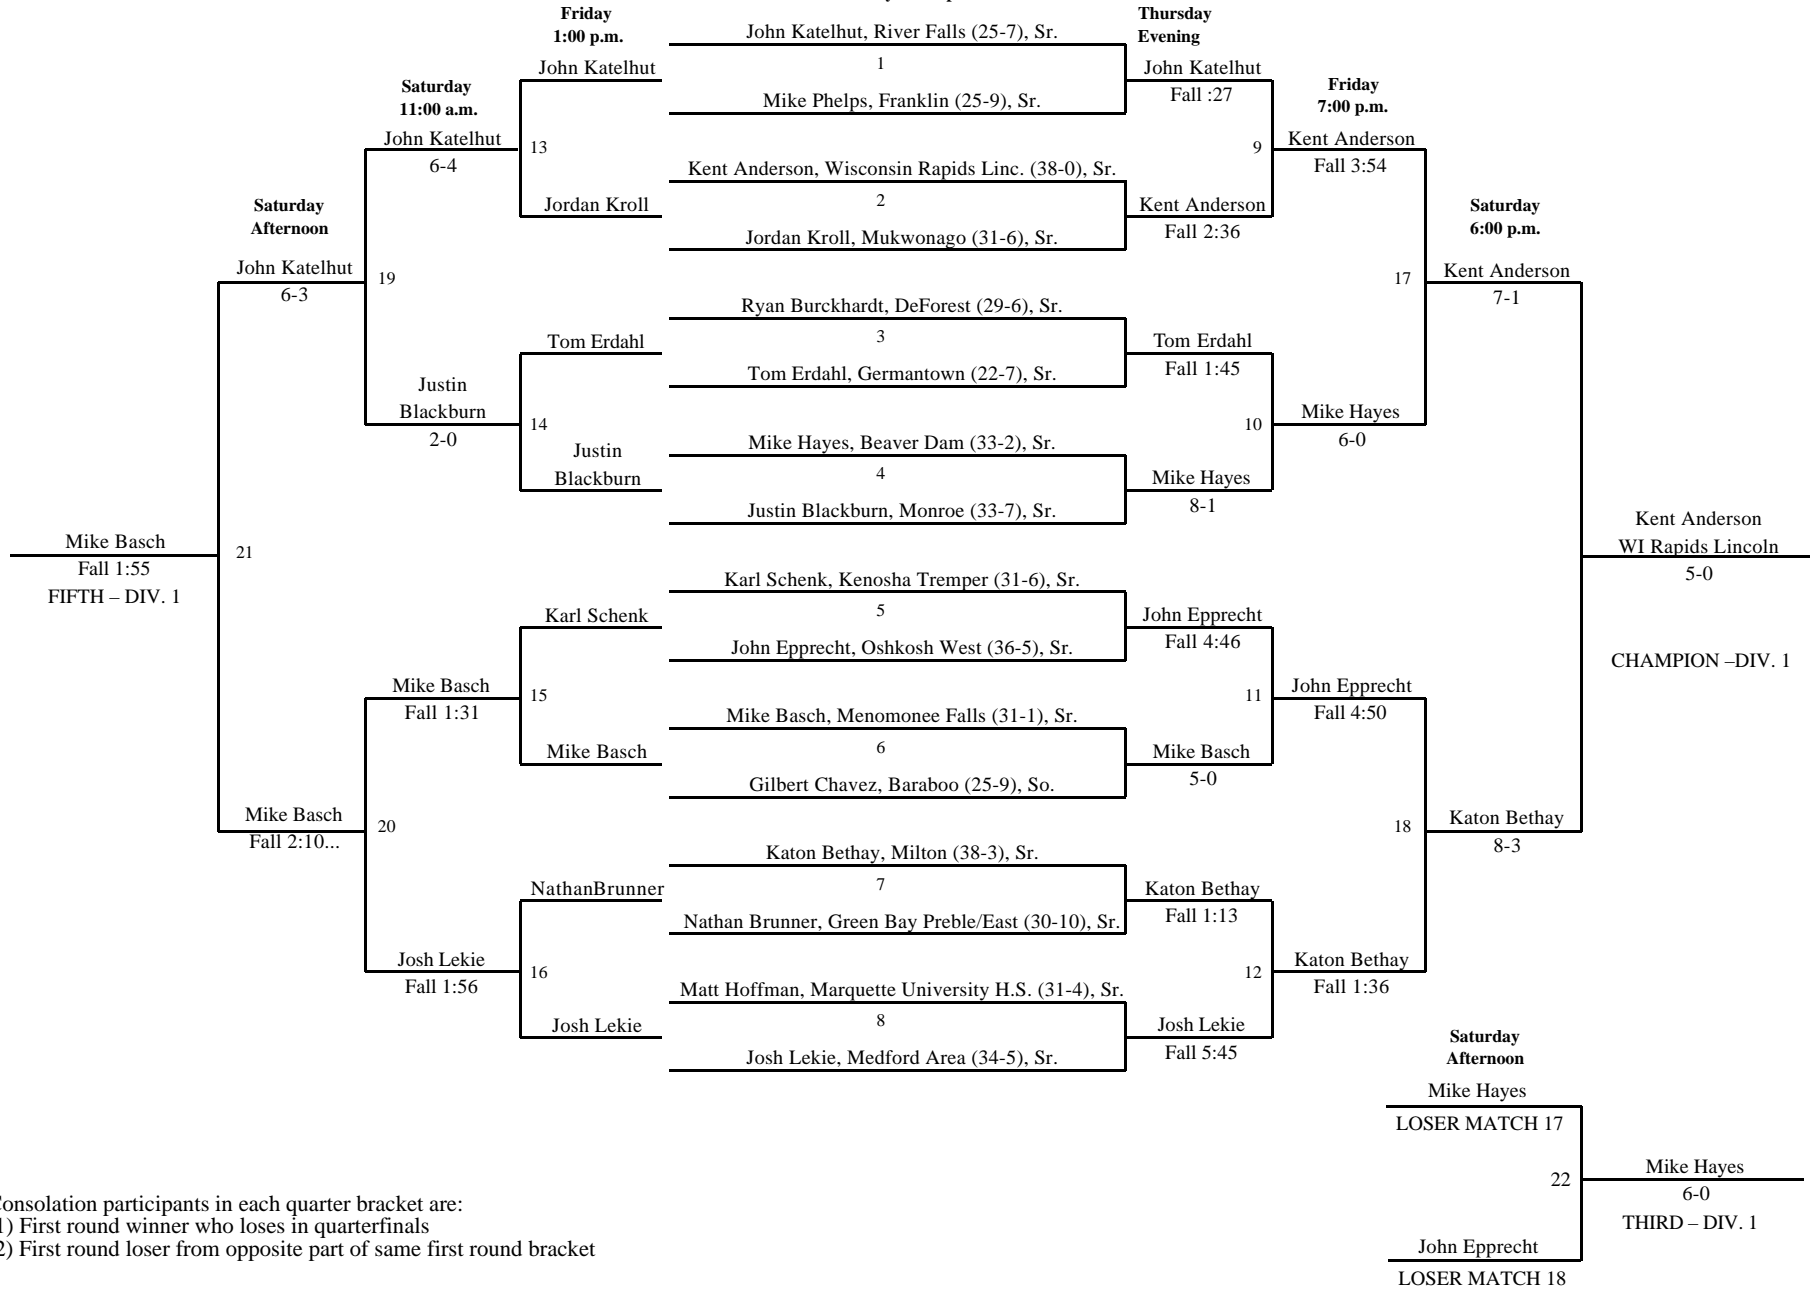 Friday
1:00 p.m.
John Katelhut, River Falls (25-7), Sr.
Thursday
Evening
John Katelhut
1
John Katelhut
Fall :27
Mike Phelps, Franklin (25-9), Sr.
Saturday
11:00 a.m.
Friday
7:00 p.m.
John Katelhut
6-4
13
9
Kent Anderson
Fall 3:54
Kent Anderson, Wisconsin Rapids Linc. (38-0), Sr.
Jordan Kroll
2
Kent Anderson
Fall 2:36
Jordan Kroll, Mukwonago (31-6), Sr.
Saturday
Afternoon
Saturday
6:00 p.m.
John Katelhut
6-3
19
17
Kent Anderson
7-1
Ryan Burckhardt, DeForest (29-6), Sr.
Tom Erdahl
3
Tom Erdahl
Fall 1:45
Tom Erdahl, Germantown (22-7), Sr.
Justin
Blackburn
2-0
14
10
Mike Hayes
6-0
Mike Hayes, Beaver Dam (33-2), Sr.
Justin
Blackburn
4
Mike Hayes
8-1
Justin Blackburn, Monroe (33-7), Sr.
Mike Basch
Fall 1:55
FIFTH – DIV. 1
21
Kent Anderson
WI Rapids Lincoln
5-0
CHAMPION –DIV. 1
Karl Schenk, Kenosha Tremper (31-6), Sr.
Karl Schenk
5
John Epprecht
Fall 4:46
John Epprecht, Oshkosh West (36-5), Sr.
Mike Basch
Fall 1:31
15
11
John Epprecht
Fall 4:50
Mike Basch, Menomonee Falls (31-1), Sr.
Mike Basch
6
Mike Basch
5-0
Gilbert Chavez, Baraboo (25-9), So.
Mike Basch
Fall 2:10...
20
18
Katon Bethay
8-3
Katon Bethay, Milton (38-3), Sr.
NathanBrunner
7
Katon Bethay
Fall 1:13
Nathan Brunner, Green Bay Preble/East (30-10), Sr.
Josh Lekie
Fall 1:56
16
12
Katon Bethay
Fall 1:36
Matt Hoffman, Marquette University H.S. (31-4), Sr.
Josh Lekie
8
Josh Lekie
Fall 5:45
Josh Lekie, Medford Area (34-5), Sr.
Saturday
Afternoon
Mike Hayes
LOSER MATCH 17
22
Mike Hayes
6-0
THIRD – DIV. 1
John Epprecht
LOSER MATCH 18
Consolation participants in each quarter bracket are:
1) First round winner who loses in quarterfinals
2) First round loser from opposite part of same first round bracket